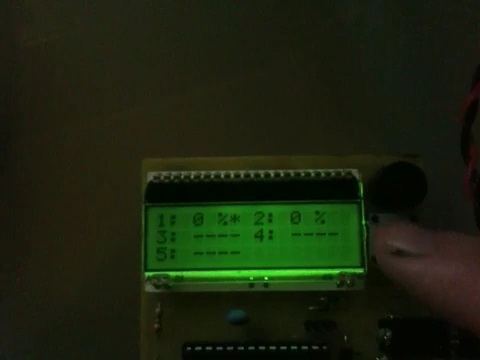 1: 0 %* 2: 0 %
3: ---- 4: ----
5: ----